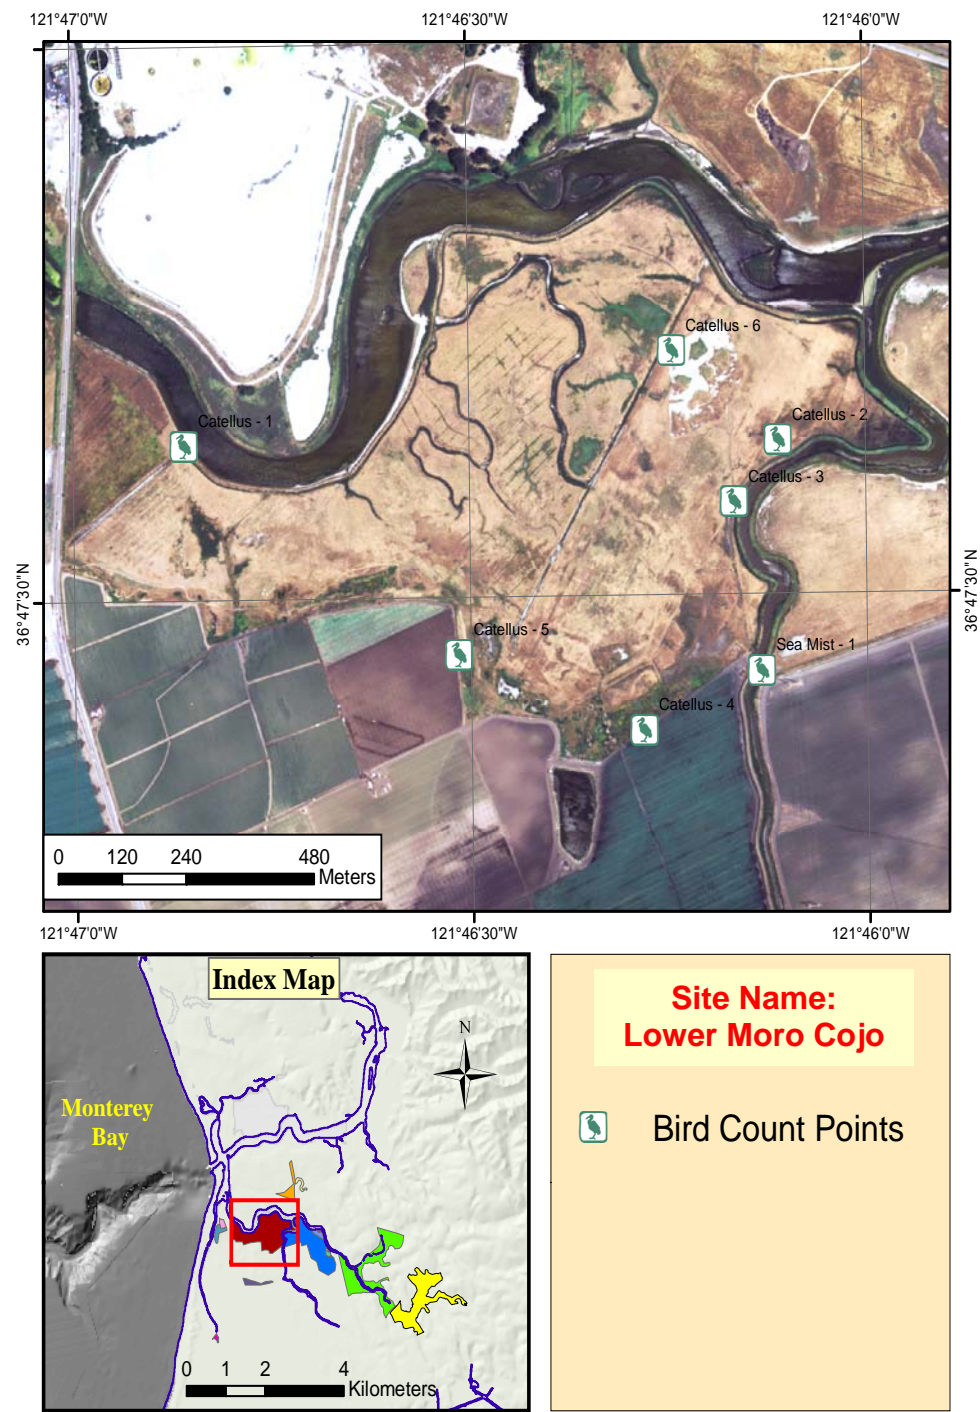 121°47'0"W
121°46'30"W
121°46'0"W
Catellus - 6
Catellus - 1
Catellus - 2
Catellus - 3
36°47'30"N
36°47'30"N
Catellus - 5
Sea Mist - 1
Catellus - 4
0 120 240 480
Meters
121°47'0"W
121°46'30"W
121°46'0"W
Index Map
N
Monterey
Bay
0 1 2 4
Kilometers
Site Name:
Lower Moro Cojo
Bird Count Points